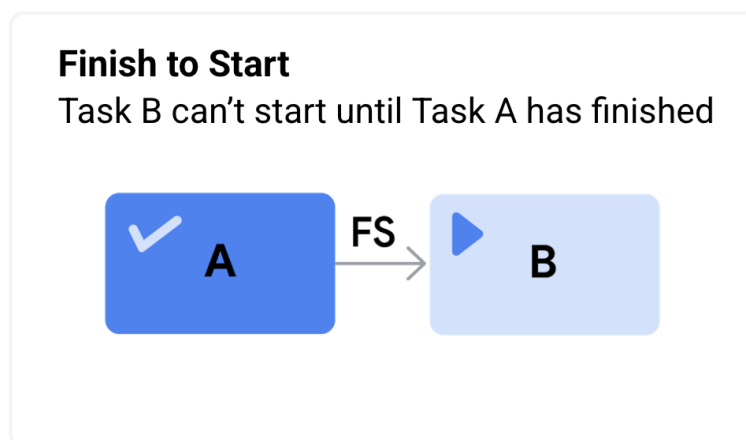 Finish to Start
Task B can’t start until Task A has finished
A
FS
B